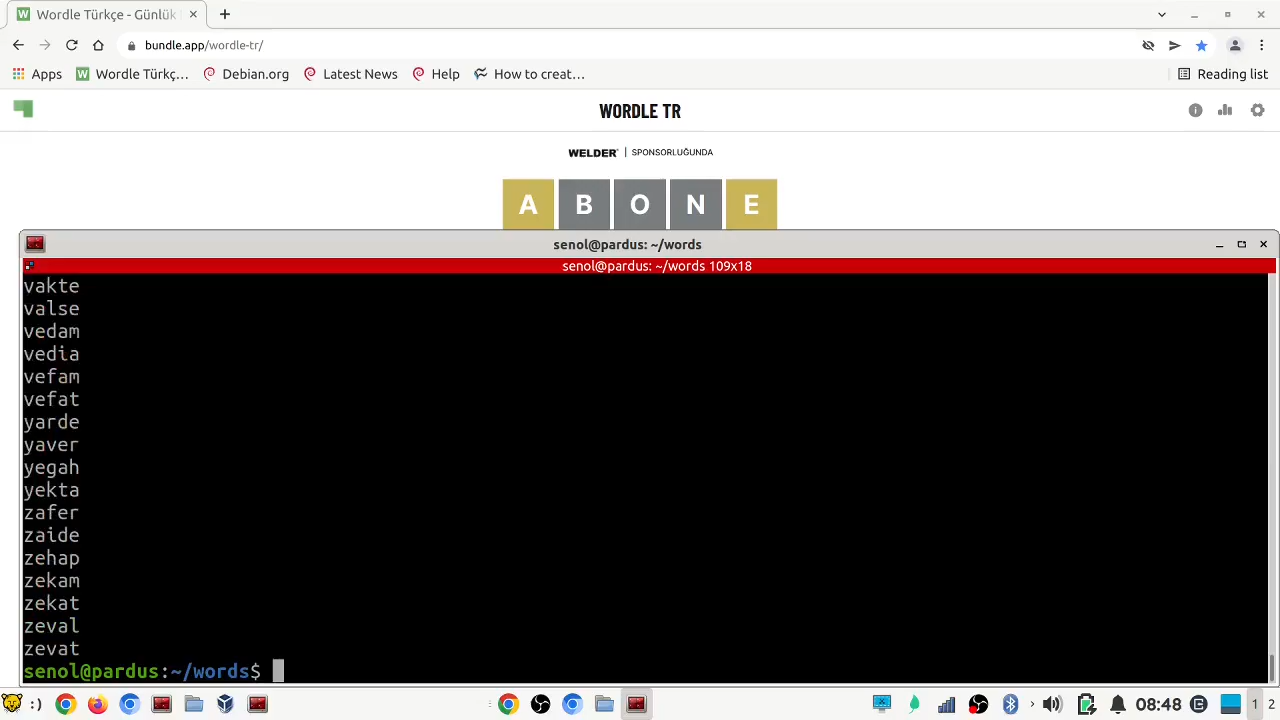 Wordle Türkçe - Günlük
bundle.app/wordle-tr/
Apps
Wordle Türkç...
Debian.org
Latest News
Help
How to creat...
Reading list
WORDLE TR
WELDER | SPONSORLUĞUNDA
A B O N E
senol@pardus: ~/words
senol@pardus: ~/words 109x18
vakte
valse
vedam
vedia
vefam
vefat
yarde
yaver
yegah
yekta
zafer
zaide
zehap
zekam
zekat
zeval
zevat
senol@pardus:~/words$
:)
08:48
1 2